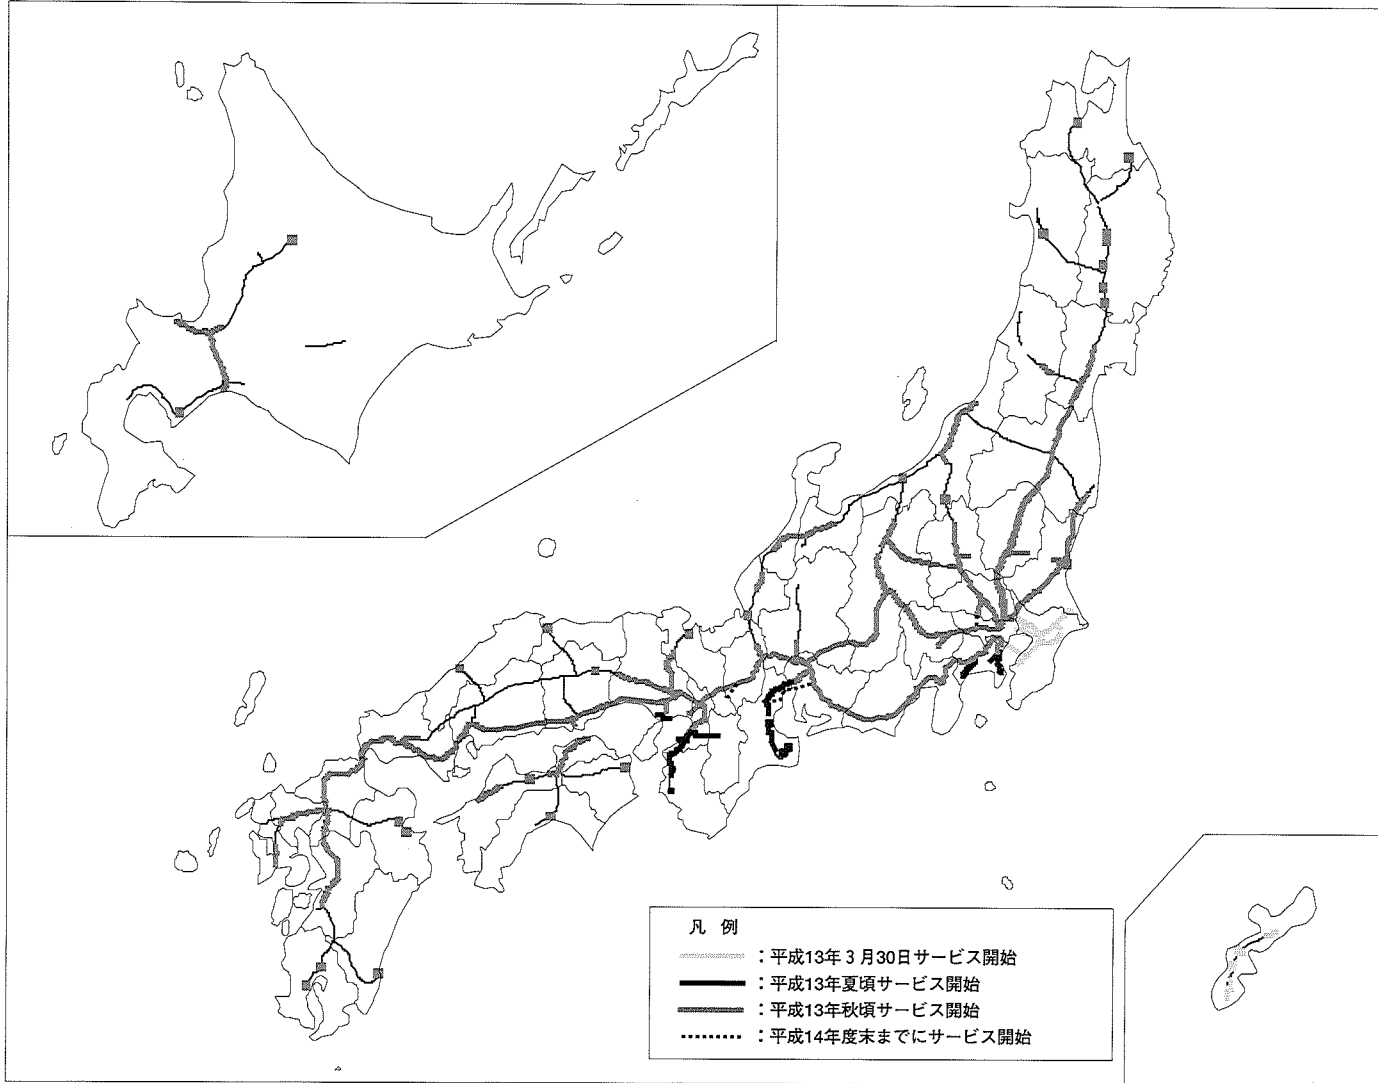 凡 例
：平成13年３月30日サービス開始
：平成13年夏頃サービス開始
：平成13年秋頃サービス開始
：平成14年度末までにサービス開始